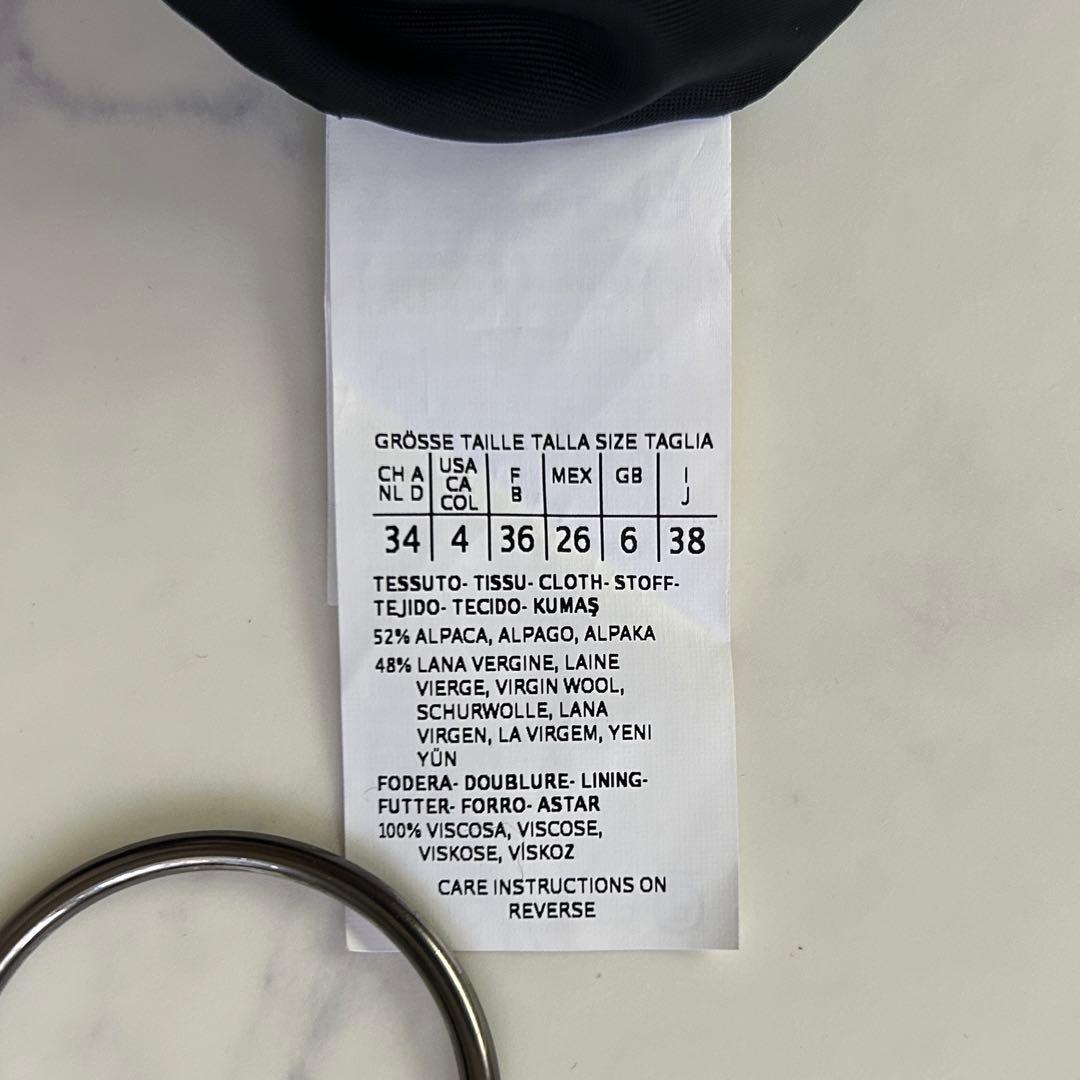 GRÖSSE TAILLE TALLA SIZE TAGLIA
CH A USA F MEX GB I
NL D CA B J
COL
34 4 36 26 6 38
TESSUTO- TISSU- CLOTH- STOFF-
TEJIDO- TECIDO- KUMAŞ
52% ALPACA, ALPAGO, ALPAKA
48% LANA VERGINE, LAINE
VIERGE, VIRGIN WOOL,
SCHURWOLLE, LANA
VIRGEN, LA VIRGEM, YENI
YÜN
FODERA- DOUBLURE- LINING-
FUTTER- FORRO- ASTAR
100% VISCOSA, VISCOSE,
VISKOSE, VİSKOZ
CARE INSTRUCTIONS ON
REVERSE